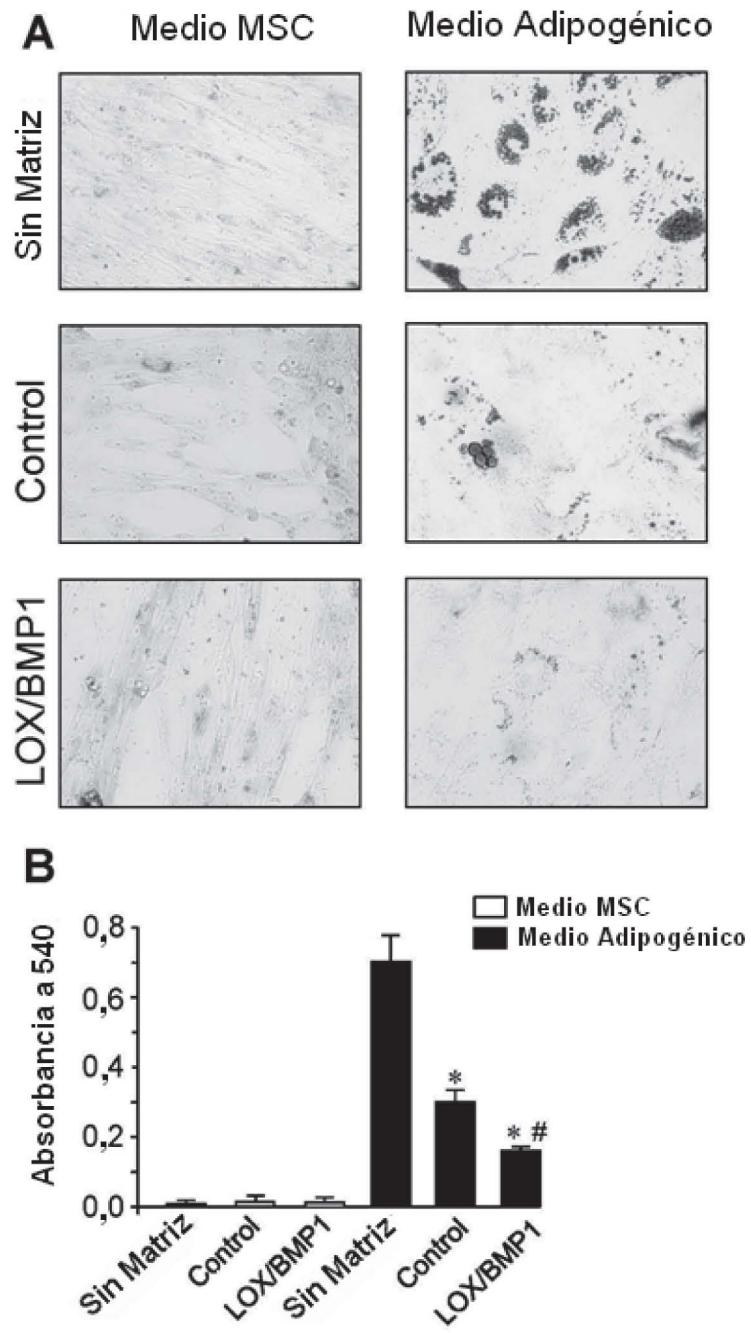 A
Medio MSC
Medio Adipogénico
Sin Matriz
Control
LOX/BMP1
B
Medio MSC
Medio Adipogénico
Absorbancia a 540
0,8
0,6
0,4
0,2
0,0
*
* #
Sin Matriz
Control
LOX/BMP1
Sin Matriz
Control
LOX/BMP1